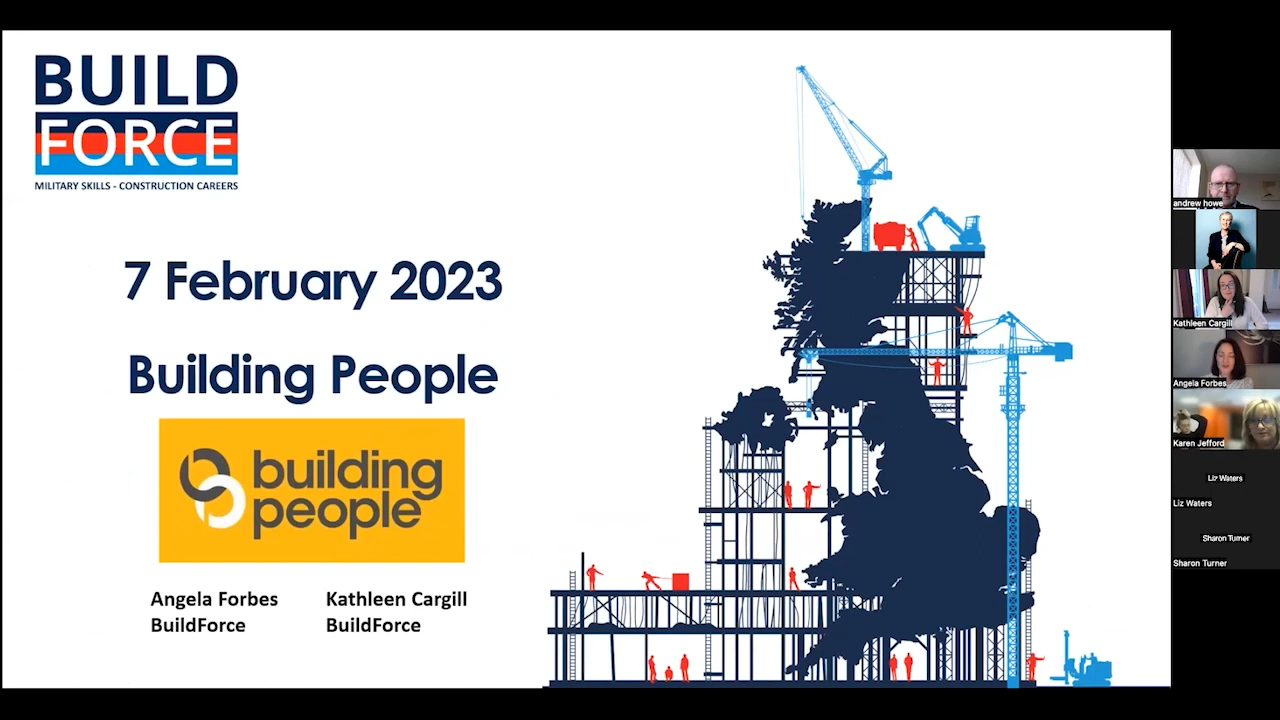 BUILD
FORCE
MILITARY SKILLS - CONSTRUCTION CAREERS
7 February 2023
Building People
building
people
Angela Forbes
BuildForce
Kathleen Cargill
BuildForce
andrew howe
Kathleen Cargill
Angela Forbes
Karen Jefford
Liz Waters
Liz Waters
Sharon Turner
Sharon Turner